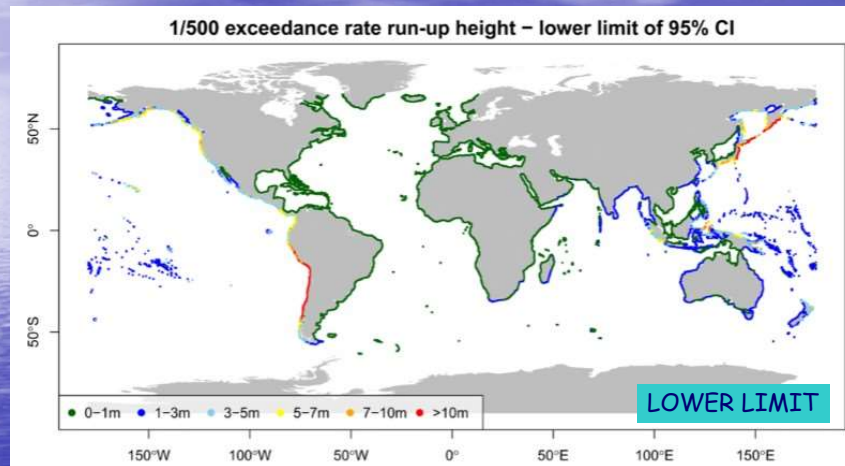 1/500 exceedance rate run-up height − lower limit of 95% CI
50°N
0°
50°S
0−1m 1−3m 3−5m 5−7m 7−10m >10m
LOWER LIMIT
150°W 100°W 50°W 0° 50°E 100°E 150°E